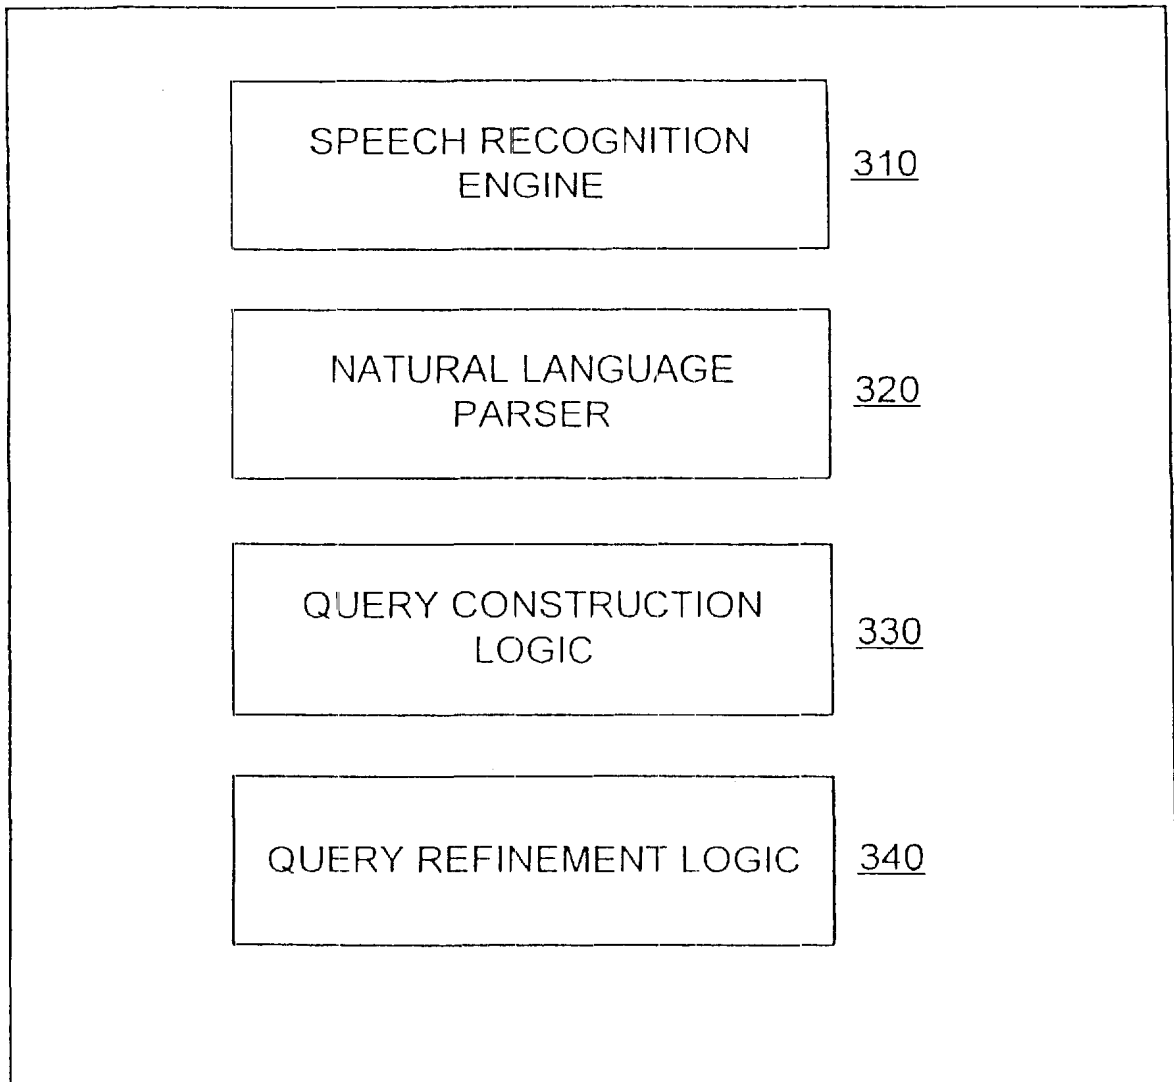 SPEECH RECOGNITION
ENGINE
310
NATURAL LANGUAGE
PARSER
320
QUERY CONSTRUCTION
LOGIC
330
QUERY REFINEMENT LOGIC
340